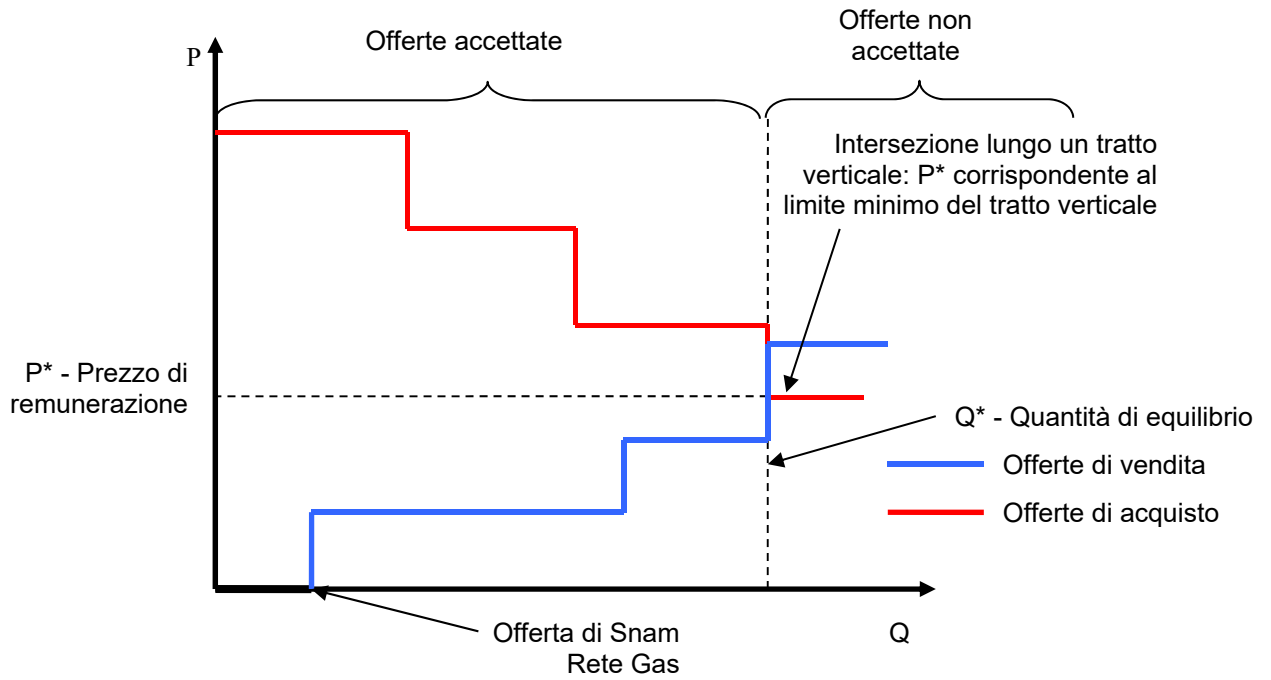 Offerte accettate
Offerte non
accettate
P
Intersezione lungo un tratto
verticale: P* corrispondente al
limite minimo del tratto verticale
P* - Prezzo di
remunerazione
Q* - Quantità di equilibrio
Offerte di vendita
Offerte di acquisto
Offerta di Snam
Rete Gas
Q